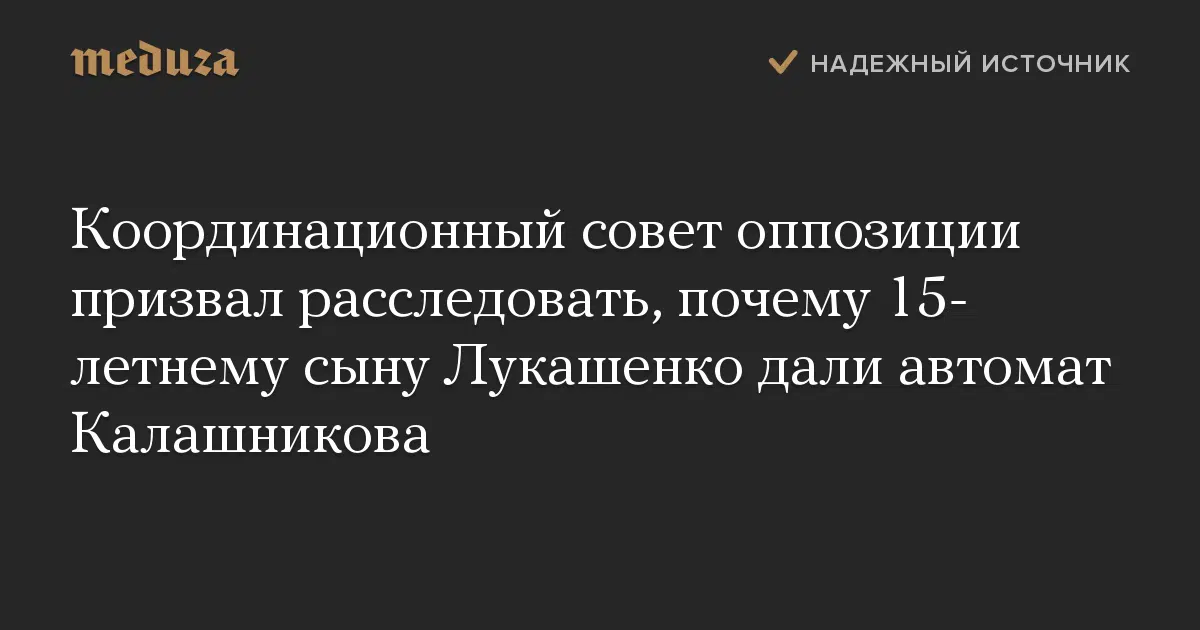 meduza
НАДЕЖНЫЙ ИСТОЧНИК
Координационный совет оппозиции
призвал расследовать, почему 15-
летнему сыну Лукашенко дали автомат
Калашникова